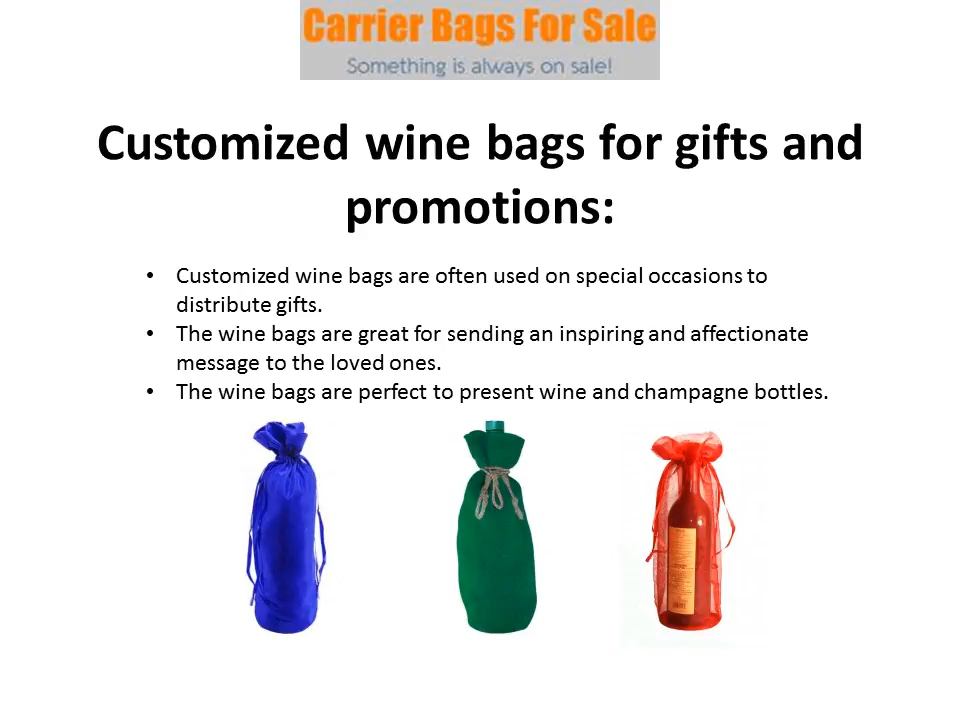 Carrier Bags For Sale
Something is always on sale!
Customized wine bags for gifts and
promotions:
• Customized wine bags are often used on special occasions to
distribute gifts.
• The wine bags are great for sending an inspiring and affectionate
message to the loved ones.
• The wine bags are perfect to present wine and champagne bottles.